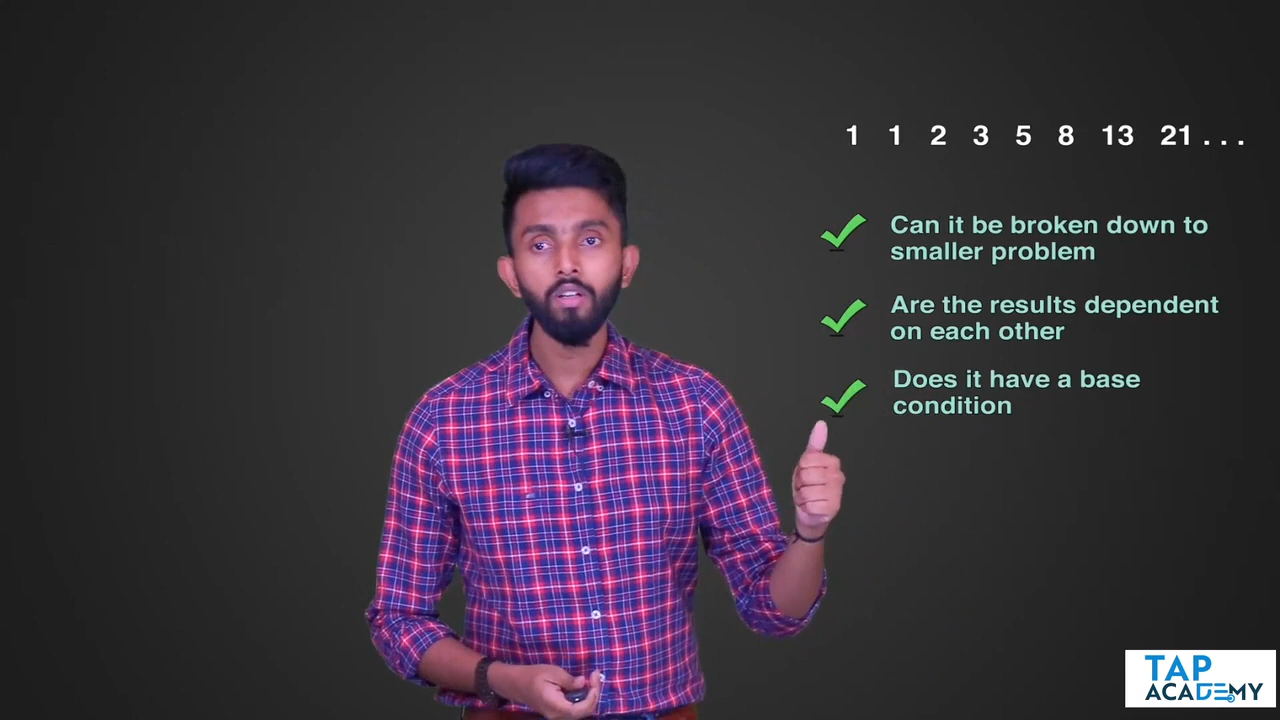 1 1 2 3 5 8 13 21 . . .
Can it be broken down to
smaller problem
Are the results dependent
on each other
Does it have a base
condition
TAP
ACADEMY